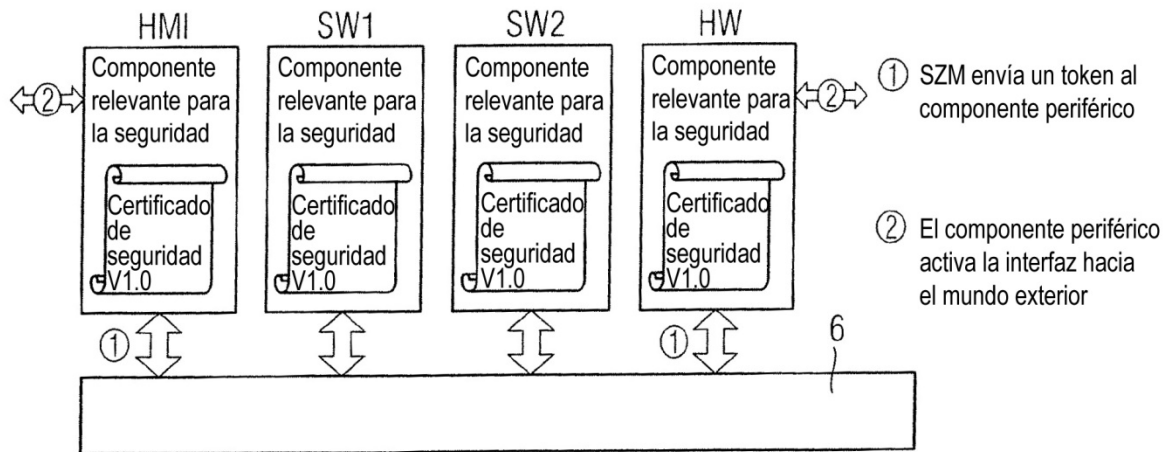 HMI
Componente
relevante para
la seguridad
Certificado
de
seguridad
V1.0
SW1
Componente
relevante para
la seguridad
Certificado
de
seguridad
V1.0
SW2
Componente
relevante para
la seguridad
Certificado
de
seguridad
V1.0
HW
Componente
relevante para
la seguridad
Certificado
de
seguridad
V1.0
2
2
1
1
6
1 SZM envía un token al
componente periférico
2 El componente periférico
activa la interfaz hacia
el mundo exterior